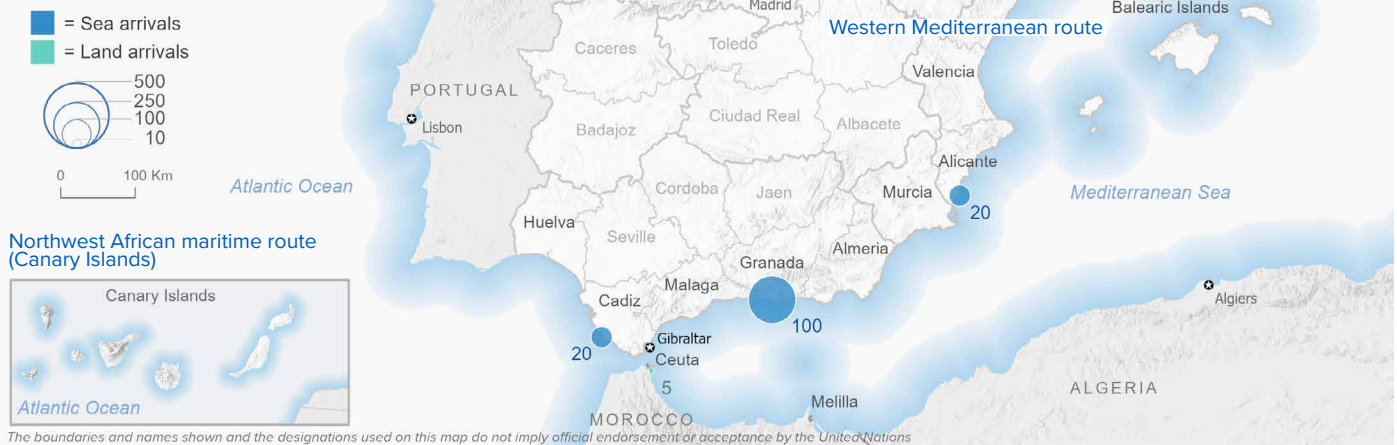 = Sea arrivals
= Land arrivals
500
250
100
10
0 100 Km
Madrid
Western Mediterranean route
Balearic Islands
Caceres
Toledo
Valencia
PORTUGAL
Lisbon
Badajoz
Ciudad Real
Albacete
Alicante
Atlantic Ocean
Cordoba
Jaen
Murcia
Mediterranean Sea
20
Huelva
Seville
Almeria
Northwest African maritime route
(Canary Islands)
Granada
Malaga
Canary Islands
Cadiz
Algiers
100
Gibraltar
20
Ceuta
5
ALGERIA
Melilla
Atlantic Ocean
MOROCCO
The boundaries and names shown and the designations used on this map do not imply official endorsement or acceptance by the United Nations